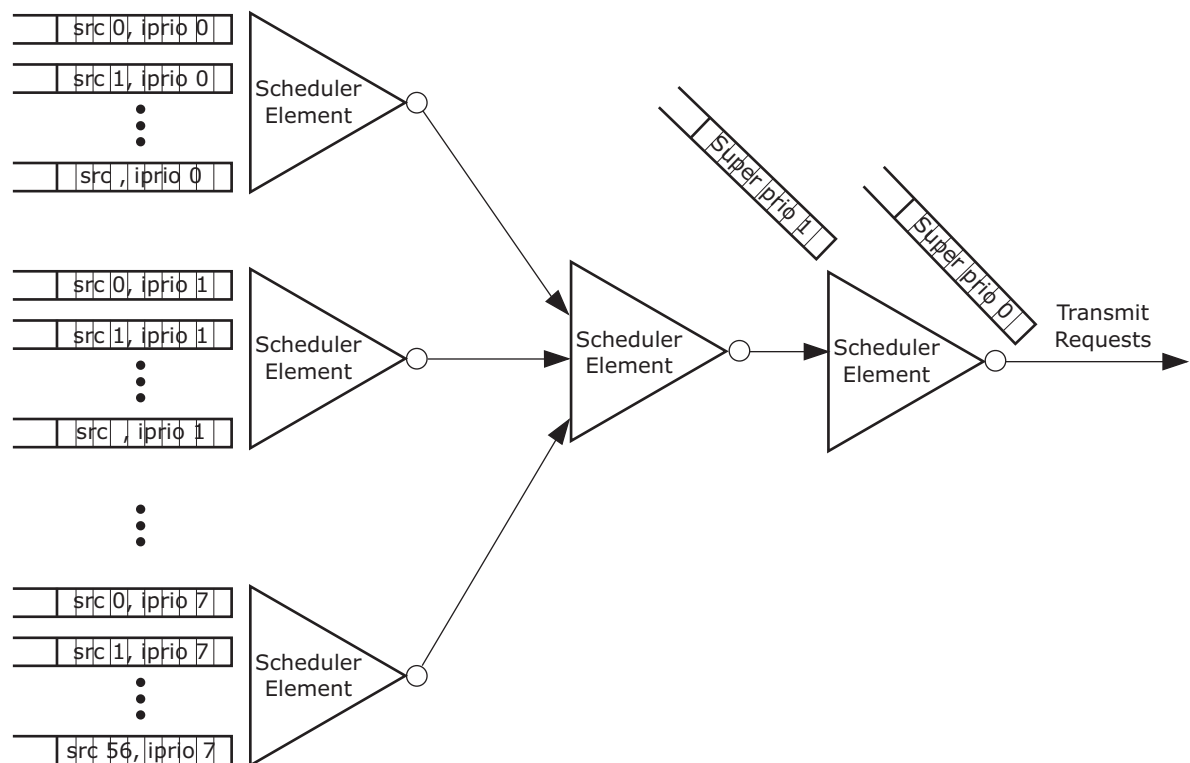 src 0, iprio 0
src 1, iprio 0
src , iprio 0
Scheduler
Element
src 0, iprio 1
src 1, iprio 1
src , iprio 1
Scheduler
Element
src 0, iprio 7
src 1, iprio 7
src 56, iprio 7
Scheduler
Element
Scheduler
Element
Super prio 1
Scheduler
Element
Super prio 0
Transmit
Requests